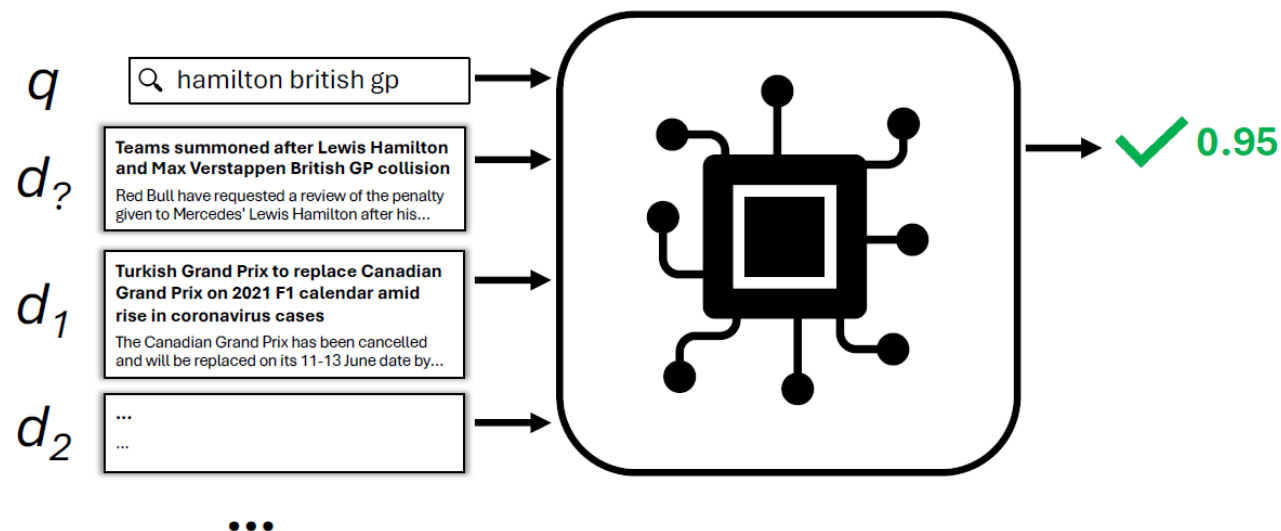 q
hamilton british gp
d?
Teams summoned after Lewis Hamilton
and Max Verstappen British GP collision
Red Bull have requested a review of the penalty
given to Mercedes' Lewis Hamilton after his...
d1
Turkish Grand Prix to replace Canadian
Grand Prix on 2021 F1 calendar amid
rise in coronavirus cases
The Canadian Grand Prix has been cancelled
and will be replaced on its 11-13 June date by...
d2
...
...
...
0.95